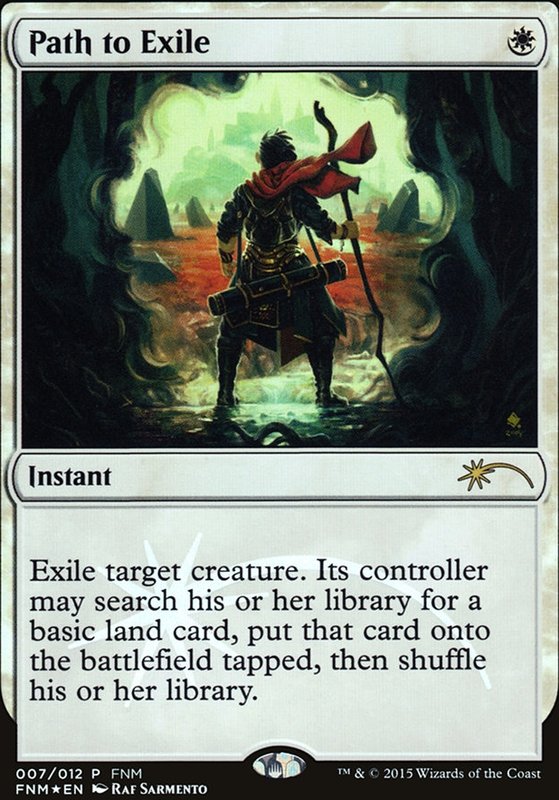 Path to Exile
Instant
Exile target creature. Its controller
may search his or her library for a
basic land card, put that card onto
the battlefield tapped, then shuffle
his or her library.
007/012 P FNM
FNM★EN Raf Sarmento
™ & © 2015 Wizards of the Coast